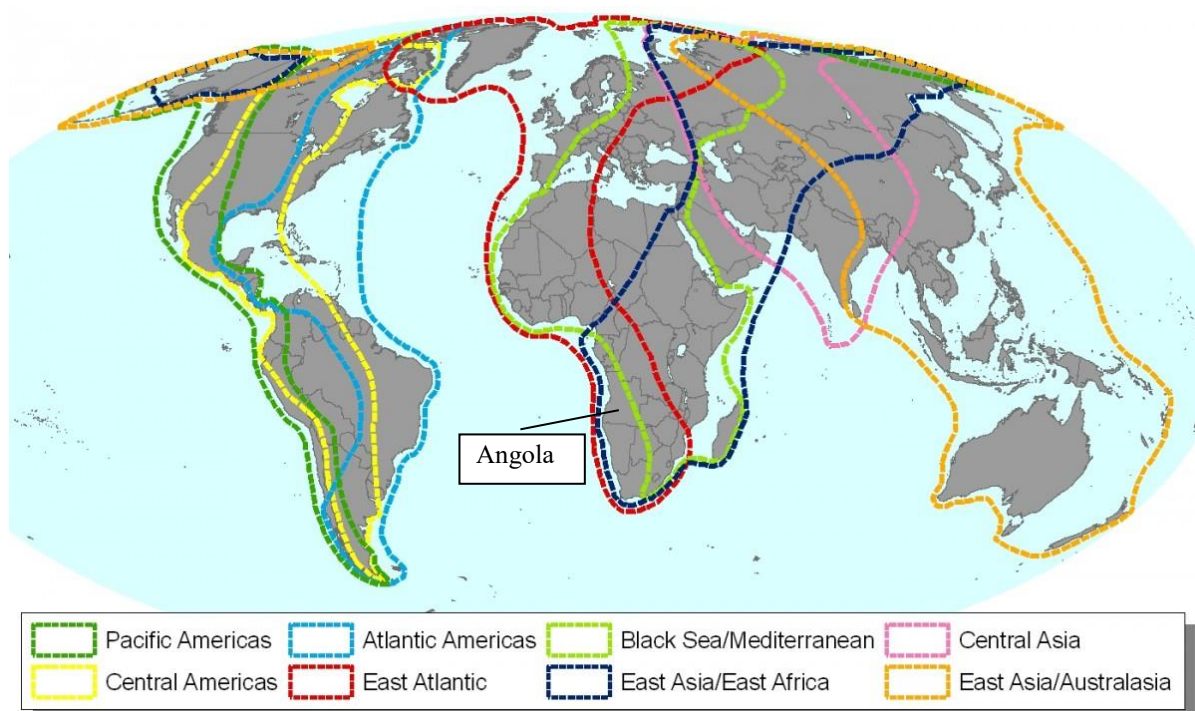 Angola
Pacific Americas
Atlantic Americas
Black Sea/Mediterranean
Central Asia
Central Americas
East Atlantic
East Asia/East Africa
East Asia/Australasia